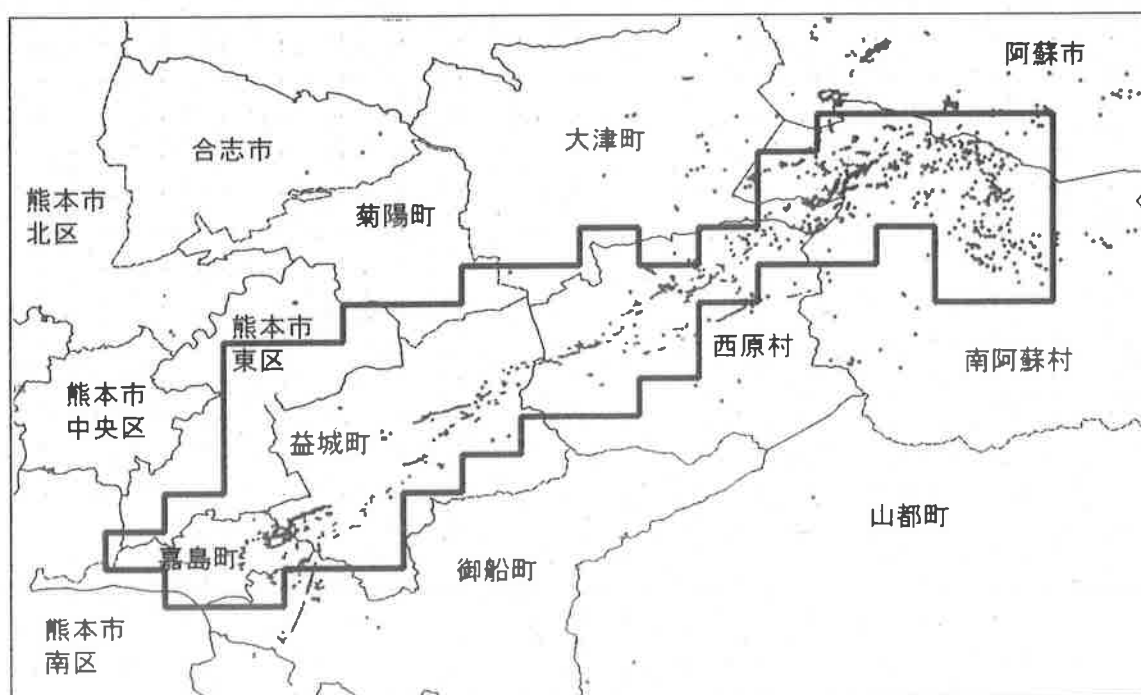 阿蘇市
大津町
合志市
熊本市
北区
菊陽町
熊本市
東区
西原村
南阿蘇村
熊本市
中央区
益城町
山都町
嘉島町
御船町
熊本市
南区